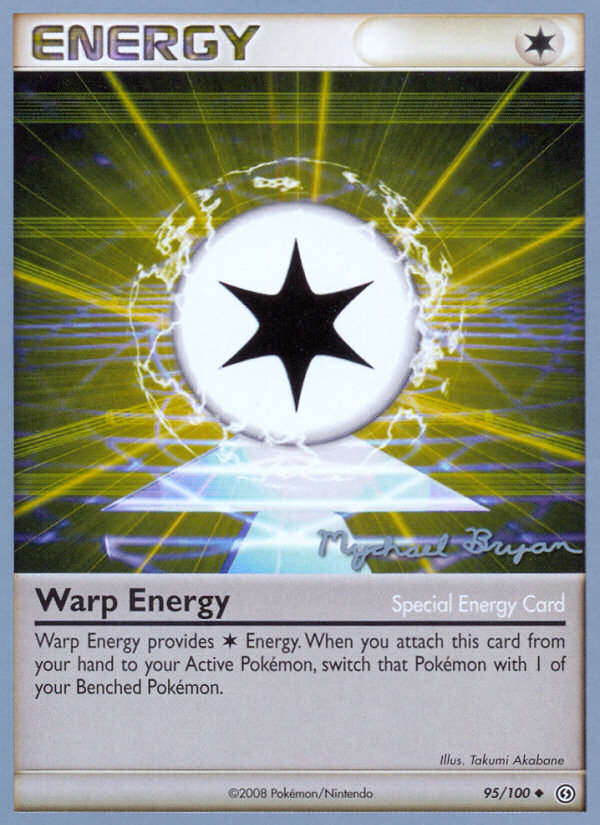 ENERGY
Mychael Bryan
Warp Energy
Special Energy Card
Warp Energy provides ✶ Energy. When you attach this card from
your hand to your Active Pokémon, switch that Pokémon with 1 of
your Benched Pokémon.
Illus. Takumi Akabane
©2008 Pokémon/Nintendo
95/100 ◆